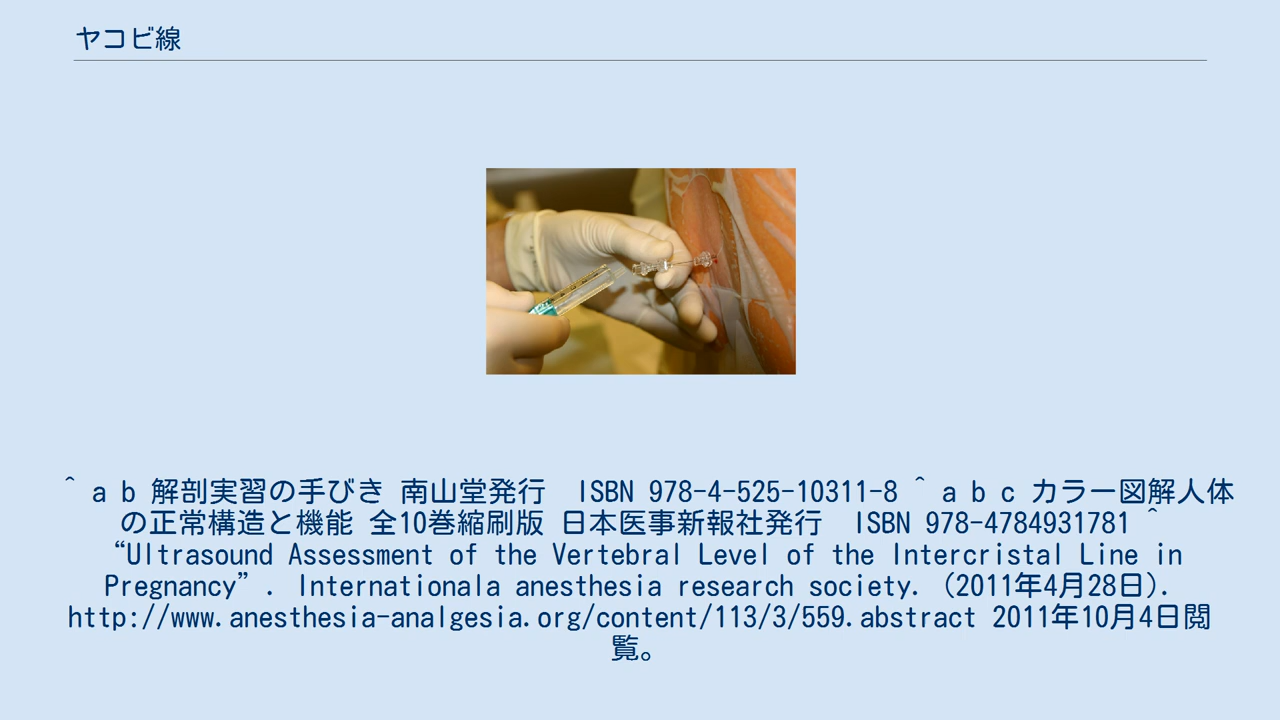 ヤコビ線
^ a b 解剖実習の手びき 南山堂発行　ISBN 978-4-525-10311-8 ^ a b c カラー図解人体
の正常構造と機能 全10巻縮刷版 日本医事新報社発行　ISBN 978-4784931781 ^
“Ultrasound Assessment of the Vertebral Level of the Intercristal Line in
Pregnancy”. Internationala anesthesia research society. (2011年4月28日).
http://www.anesthesia-analgesia.org/content/113/3/559.abstract 2011年10月4日閲
覧。